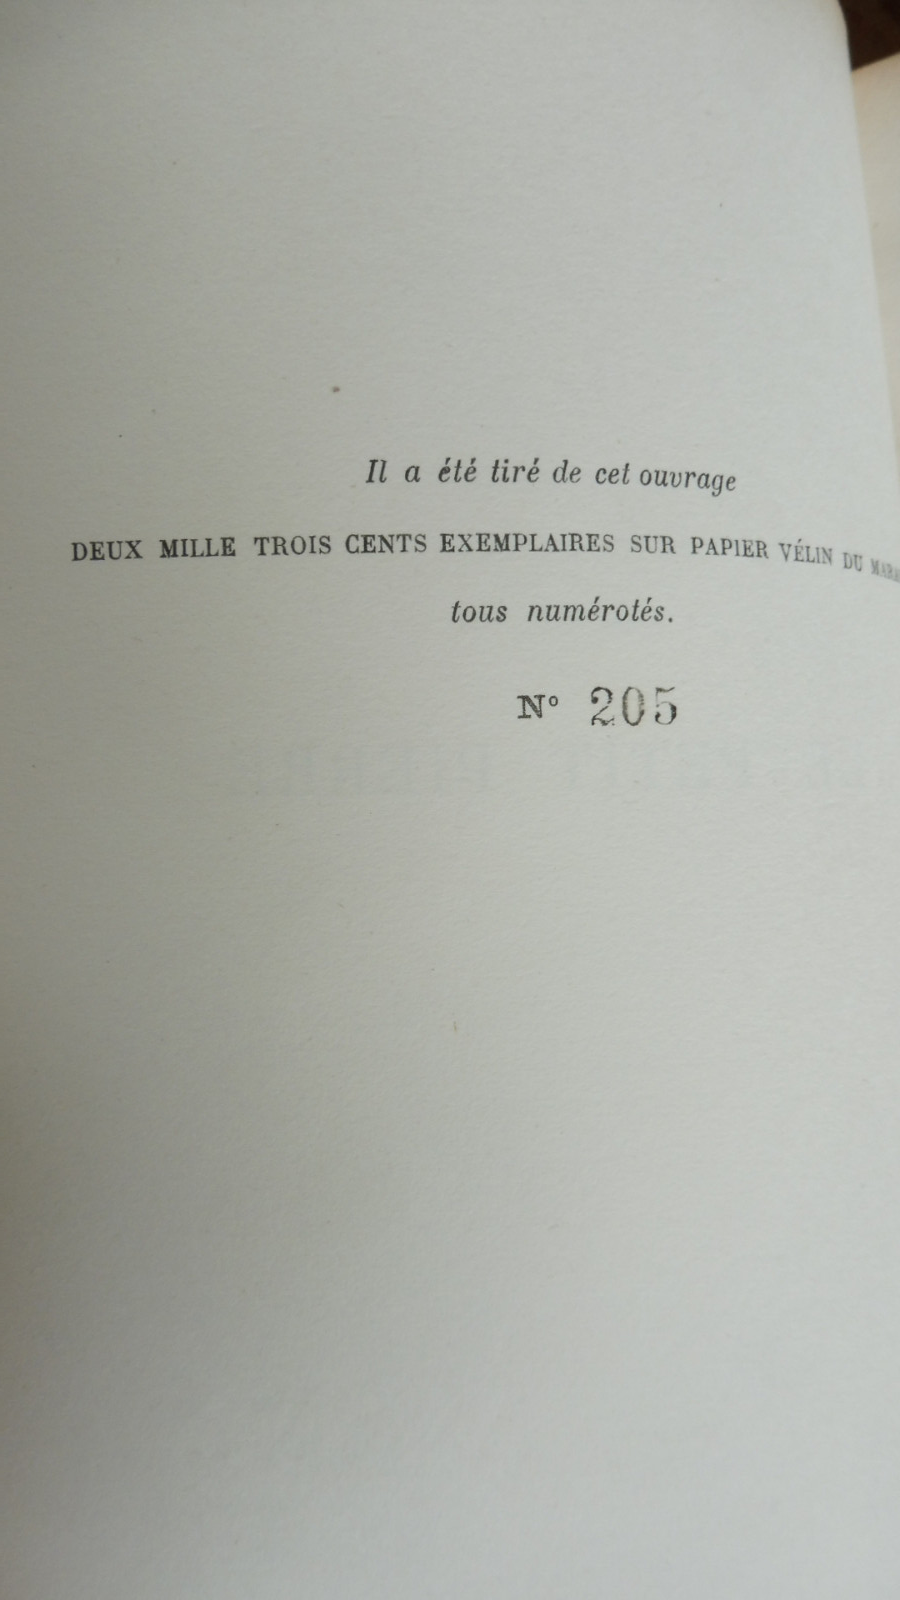 Il a été tiré de cet ouvrage
DEUX MILLE TROIS CENTS EXEMPLAIRES SUR PAPIER VÉLIN DU
tous numérotés.
N° 205